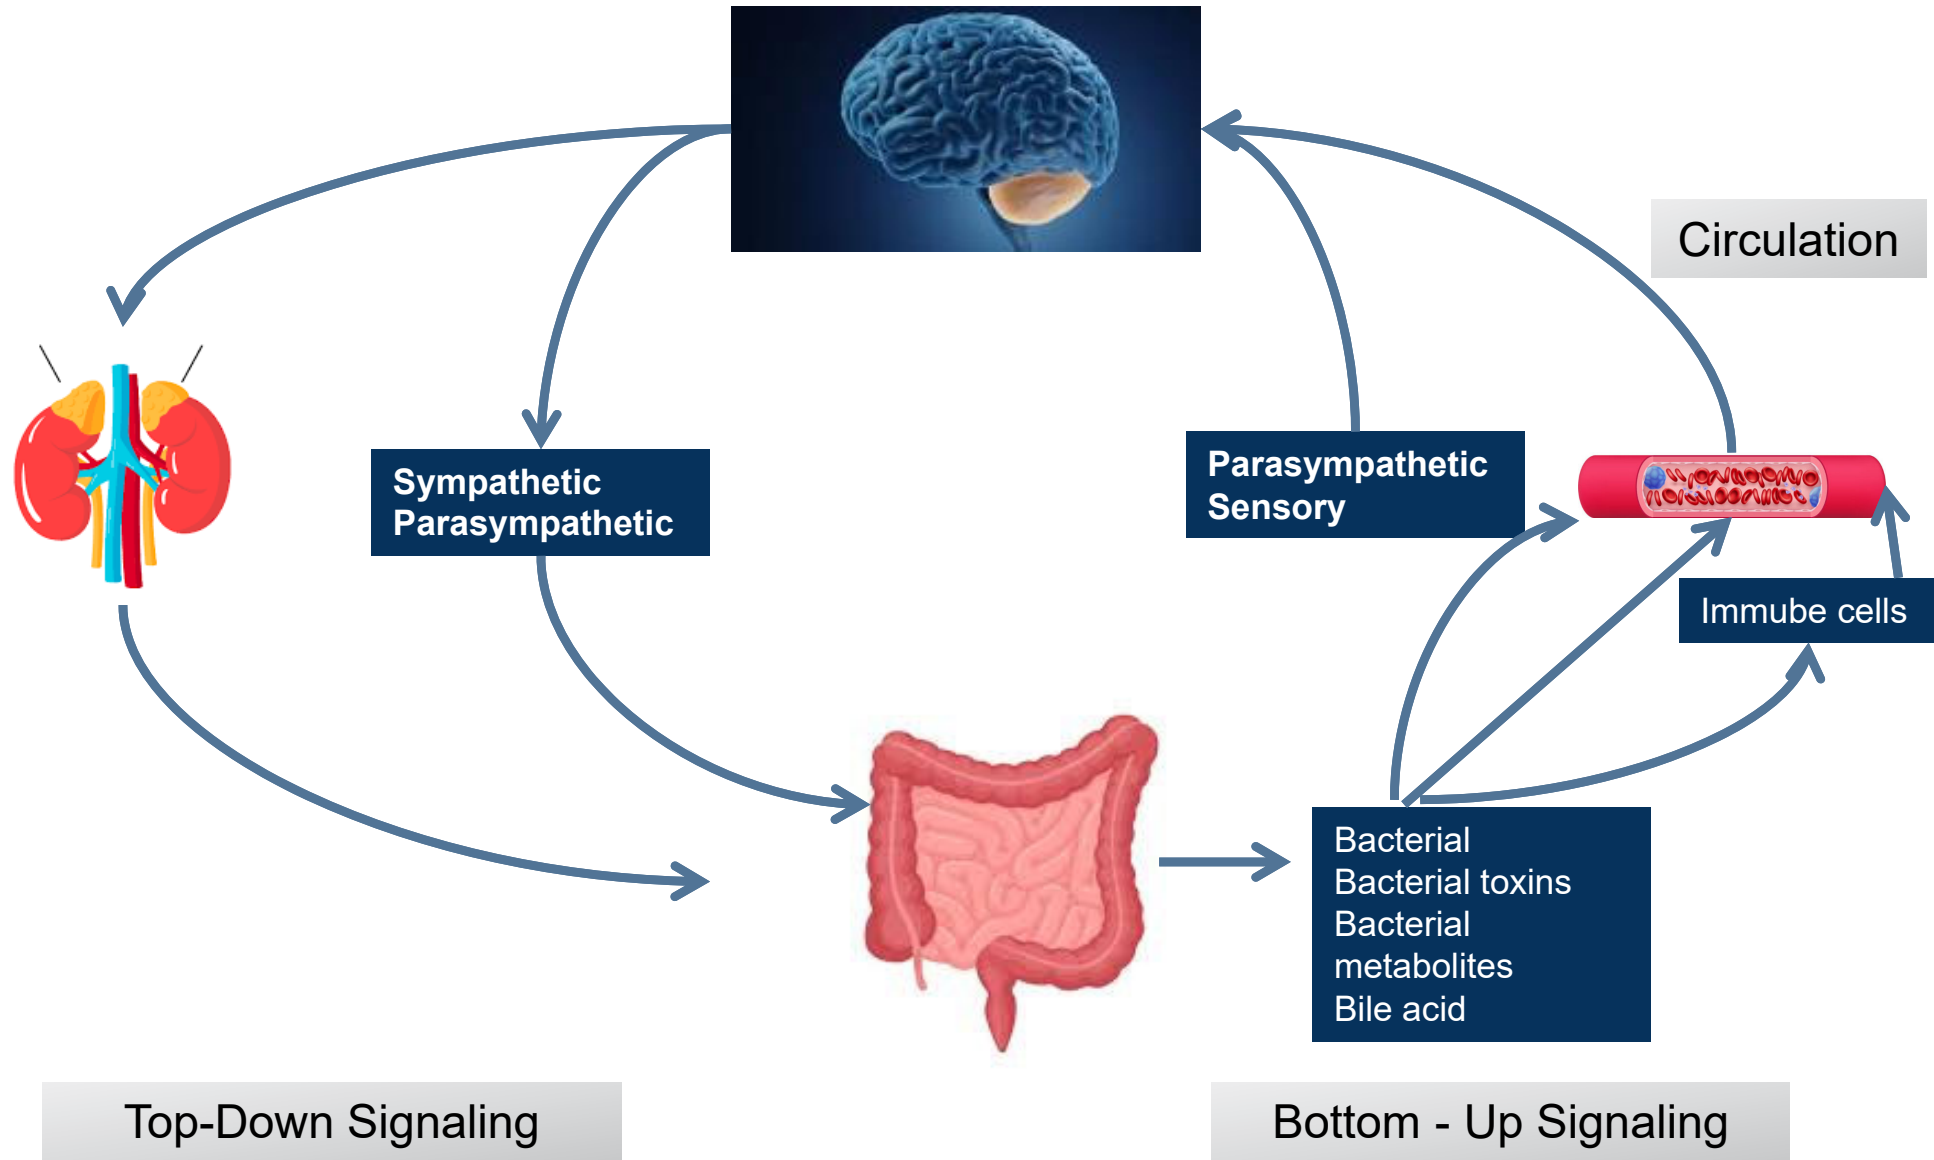 Circulation
Sympathetic
Parasympathetic
Parasympathetic
Sensory
Immube cells
Bacterial
Bacterial toxins
Bacterial
metabolites
Bile acid
Top-Down Signaling
Bottom - Up Signaling